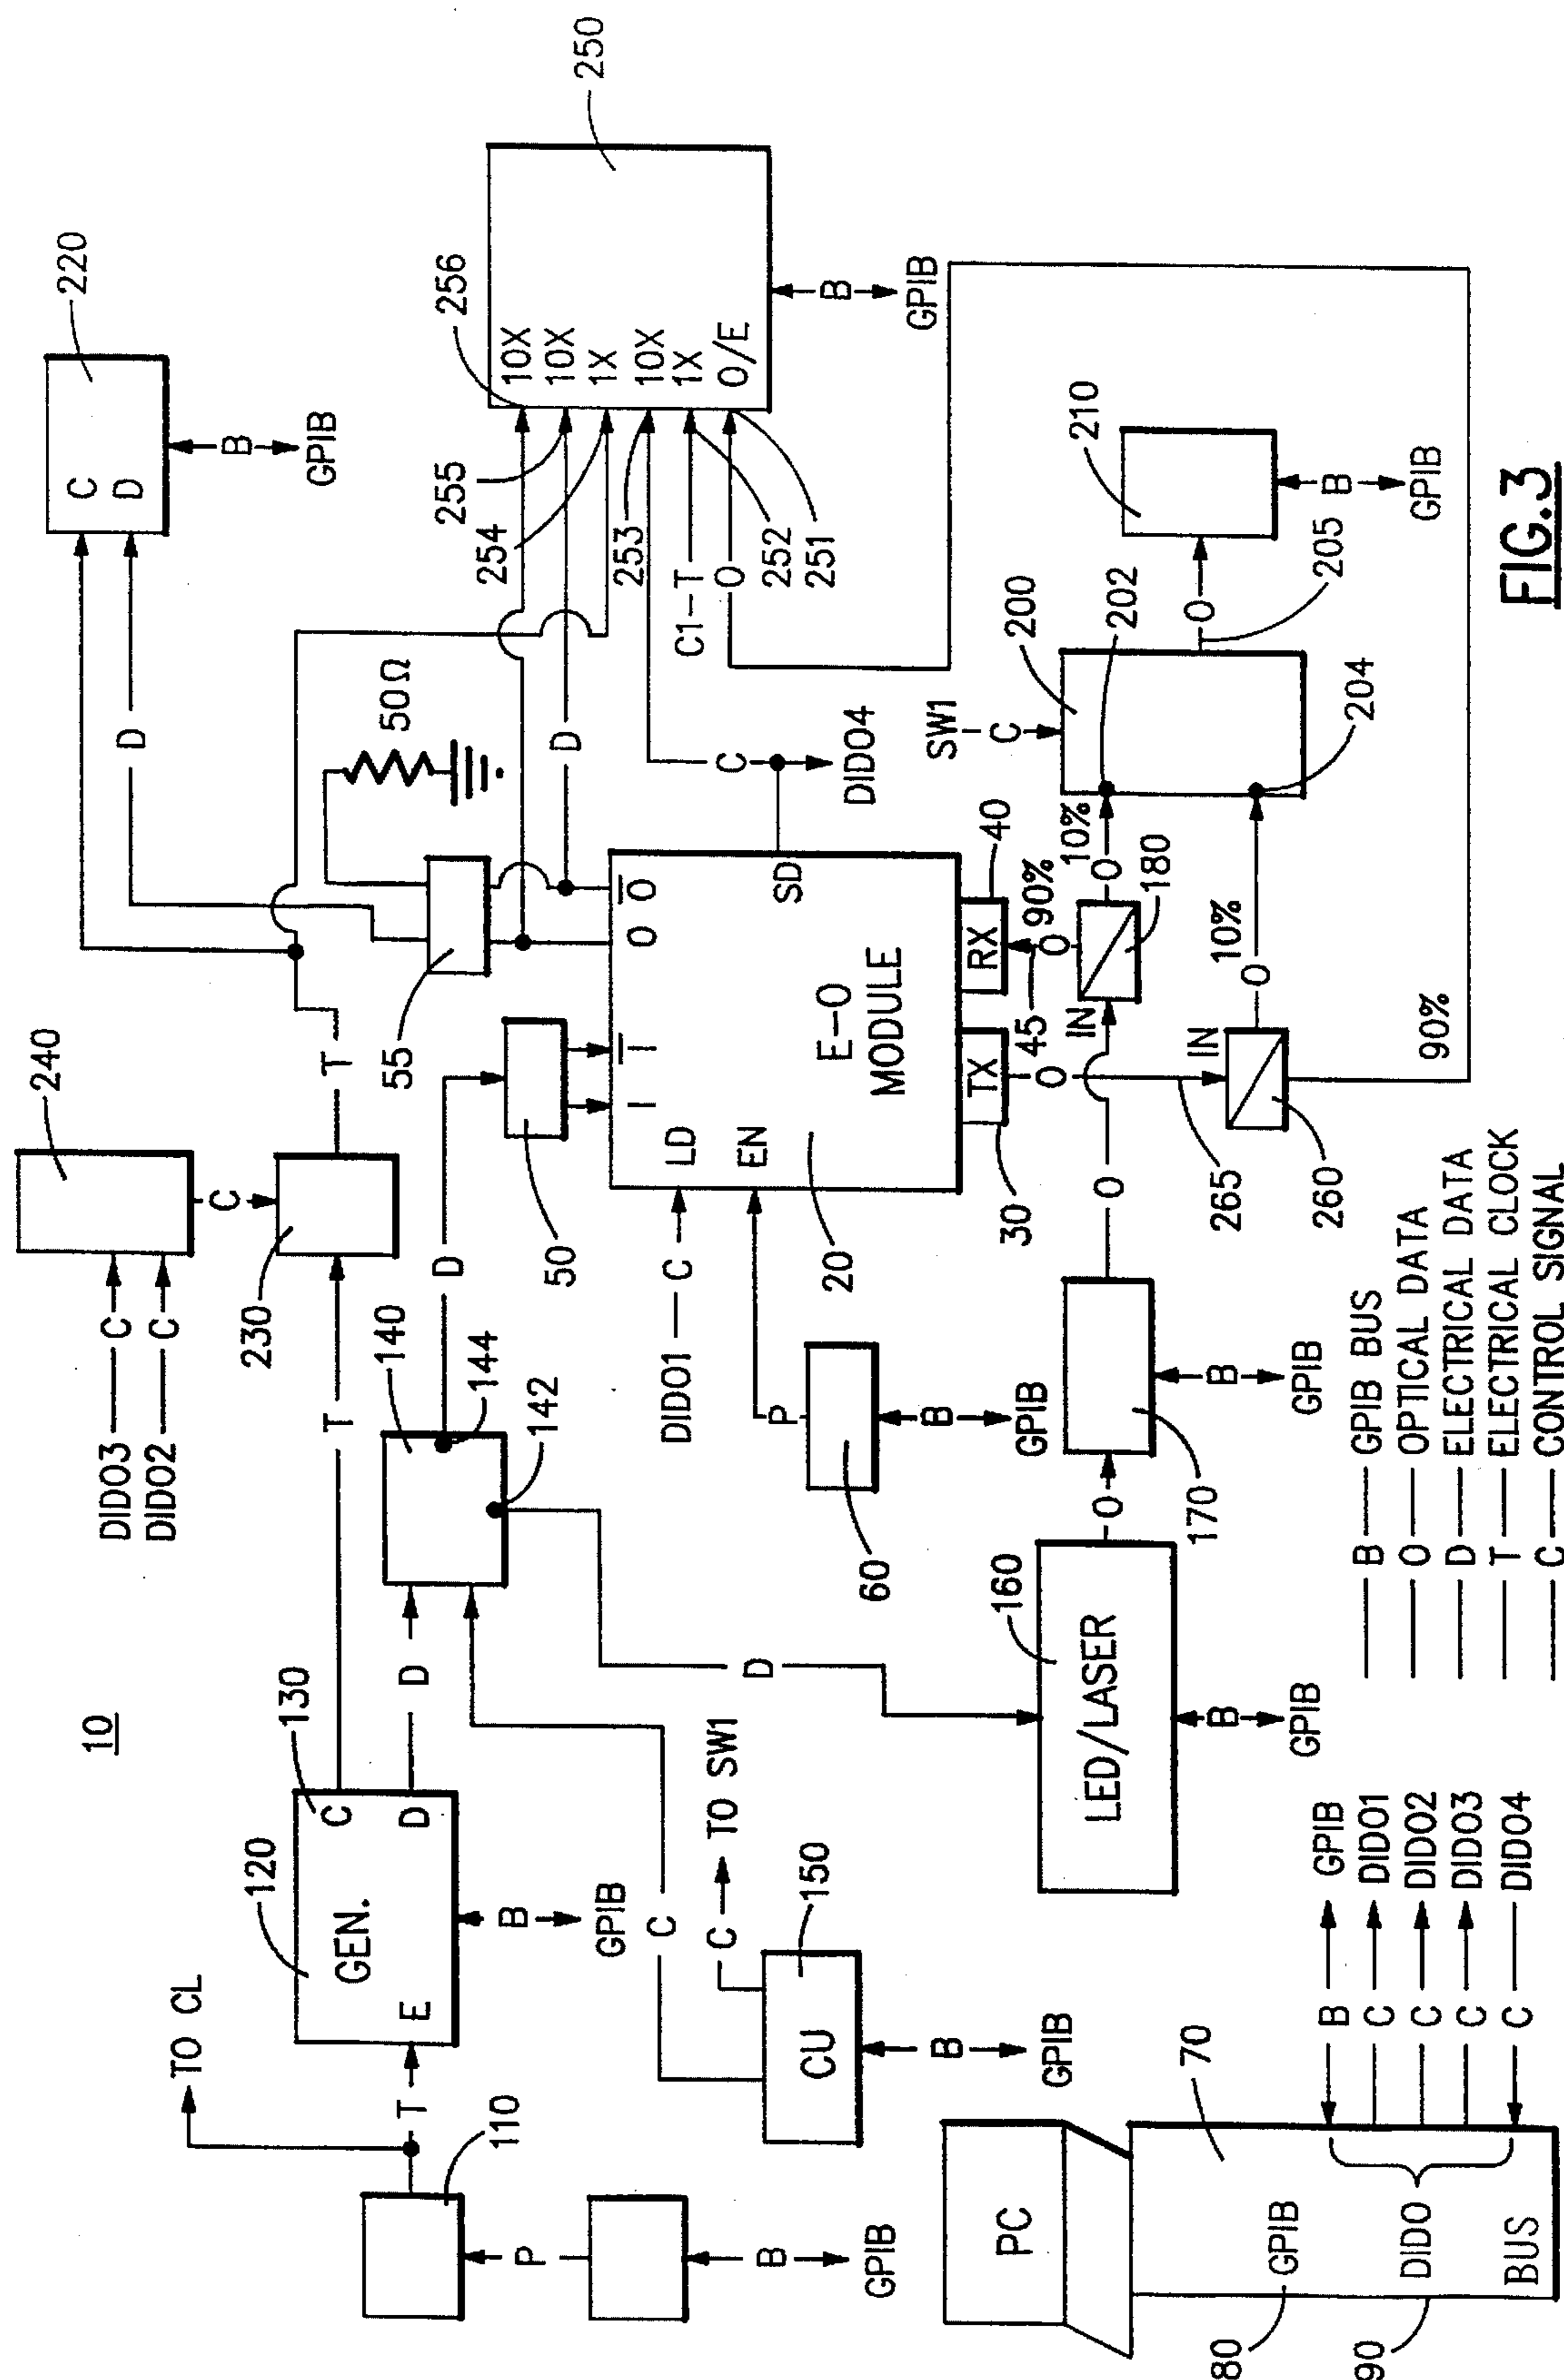 10
TO CL
T
110
P
B
GPIB
120
GEN.
E
C
D
130
B
GPIB
D
T
DIDO3 C
DIDO2 C
240
C
230
T
140
144
142
D
C
C TO SW1
150
CU
B
GPIB
D
50
55
50Ω
D
220
C
D
B
GPIB
250
256
10X
10X
1X
10X
1X
O/E
255
254
253
252
251
C1-T
O
B
GPIB
D
C
DIDO4
I
I
O
O
LD
EN
SD
E-O
MODULE
20
TX
RX
30
40
DIDO1 C
P
60
B
GPIB
O
45
O
90%
10%
O
180
IN
SW1
C
200
202
204
205
O
210
B
GPIB
LED/LASER
160
B
GPIB
O
170
B
GPIB
O
265
IN
260
O
10%
90%
PC
70
80
GPIB
DIDO
90
BUS
B GPIB
C DIDO1
C DIDO2
C DIDO3
C DIDO4
B GPIB BUS
O OPTICAL DATA
D ELECTRICAL DATA
T ELECTRICAL CLOCK
C CONTROL SIGNAL
FIG.3